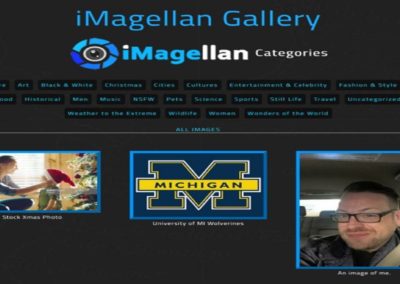 iMagellan Gallery
iMagellan Categories
Art Black & White Christmas Cities Cultures Entertainment & Celebrity Fashion & Style
Historical Men Music NSFW Pets Science Sports Still Life Travel Uncategorized
Weather to the Extreme Wildlife Women Wonders of the World
ALL IMAGES
MICHIGAN
Stock Xmas Photo
University of MI Wolverines
An image of me.